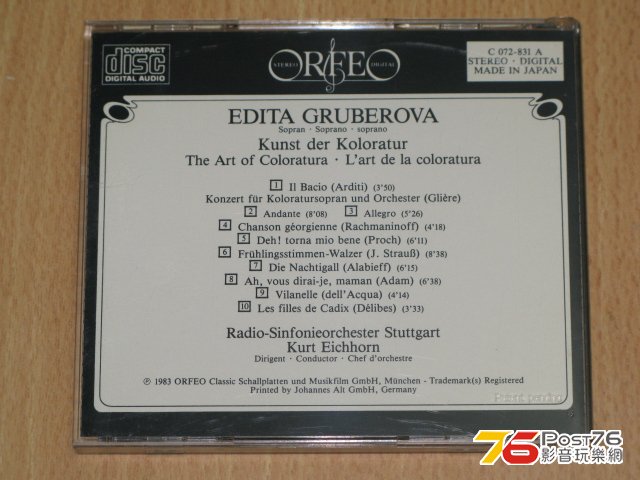 COMPACT
disc
DIGITAL AUDIO
STEREO ORFEO DIGITAL
C 072-831 A
STEREO · DIGITAL
MADE IN JAPAN
EDITA GRUBEROVA
Sopran · Soprano · soprano
Kunst der Koloratur
The Art of Coloratura · L'art de la coloratura
1 Il Bacio (Arditi) (3'50)
Konzert für Koloratursopran und Orchester (Glière)
2 Andante (8'08) 3 Allegro (5'26)
4 Chanson géorgienne (Rachmaninoff) (4'18)
5 Deh! torna mio bene (Proch) (6'11)
6 Frühlingsstimmen-Walzer (J. Strauß) (8'38)
7 Die Nachtigall (Alabieff) (6'15)
8 Ah, vous dirai-je, maman (Adam) (6'38)
9 Vilanelle (dell'Acqua) (4'14)
10 Les filles de Cadix (Délibes) (3'33)
Radio-Sinfonieorchester Stuttgart
Kurt Eichhorn
Dirigent · Conductor · Chef d'orchestre
℗ 1983 ORFEO Classic Schallplatten und Musikfilm GmbH, München - Trademark(s) Registered
Printed by Johannes Alt GmbH, Germany
76 Post76
影音玩樂網